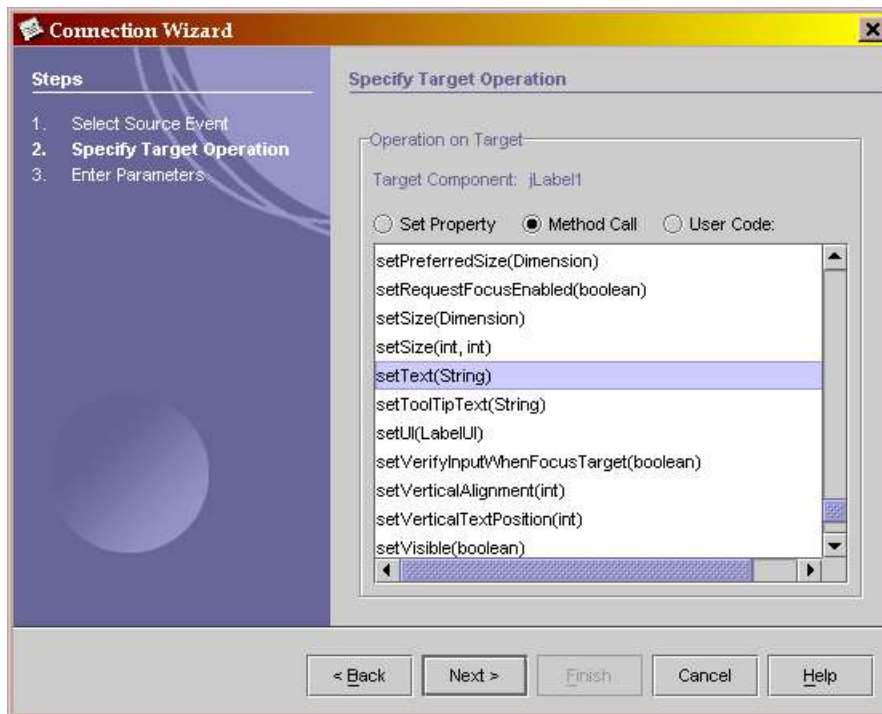 Connection Wizard
Steps
1. Select Source Event
2. Specify Target Operation
3. Enter Parameters
Specify Target Operation
Operation on Target
Target Component: jLabel1
Set Property Method Call User Code:
setPreferredSize(Dimension)
setRequestFocusEnabled(boolean)
setSize(Dimension)
setSize(int, int)
setText(String)
setToolTipText(String)
setUI(LabelUI)
setVerifyInputWhenFocusTarget(boolean)
setVerticalAlignment(int)
setVerticalTextPosition(int)
setVisible(boolean)
< Back Next > Finish Cancel Help